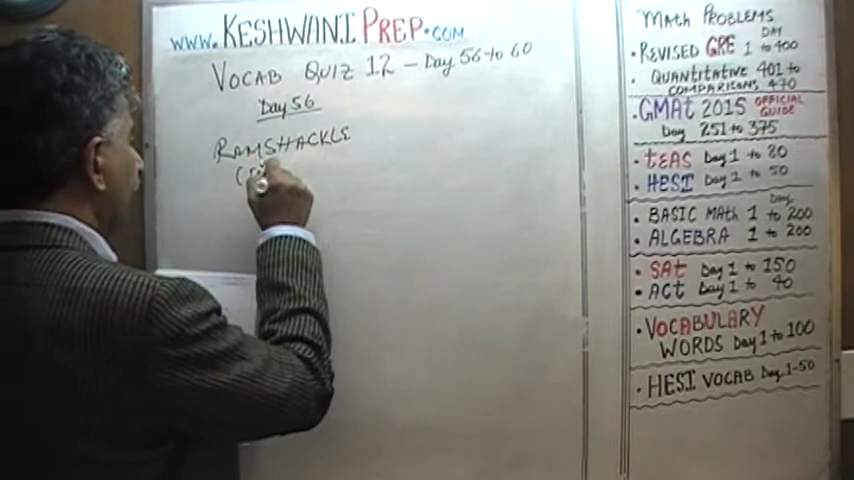 www.KESHWANIPREP.COM
VOCAB QUIZ 12 - Day 56 to 60
Day 56
RAMSHACKLE
MATH PROBLEMS
DAY
• REVISED GRE 1 to 400
• QUANTITATIVE 401 to
COMPARISONS 470
• GMAT 2015 OFFICIAL GUIDE
Day 251 to 375
• TEAS Day 1 to 80
• HESI Day 1 to 50
Day
• BASIC MATH 1 to 200
• ALGEBRA 1 to 200
• SAT Day 1 to 150
• ACT Day 1 to 40
• VOCABULARY
WORDS Day 1 to 100
• HESI VOCAB Day 1-50